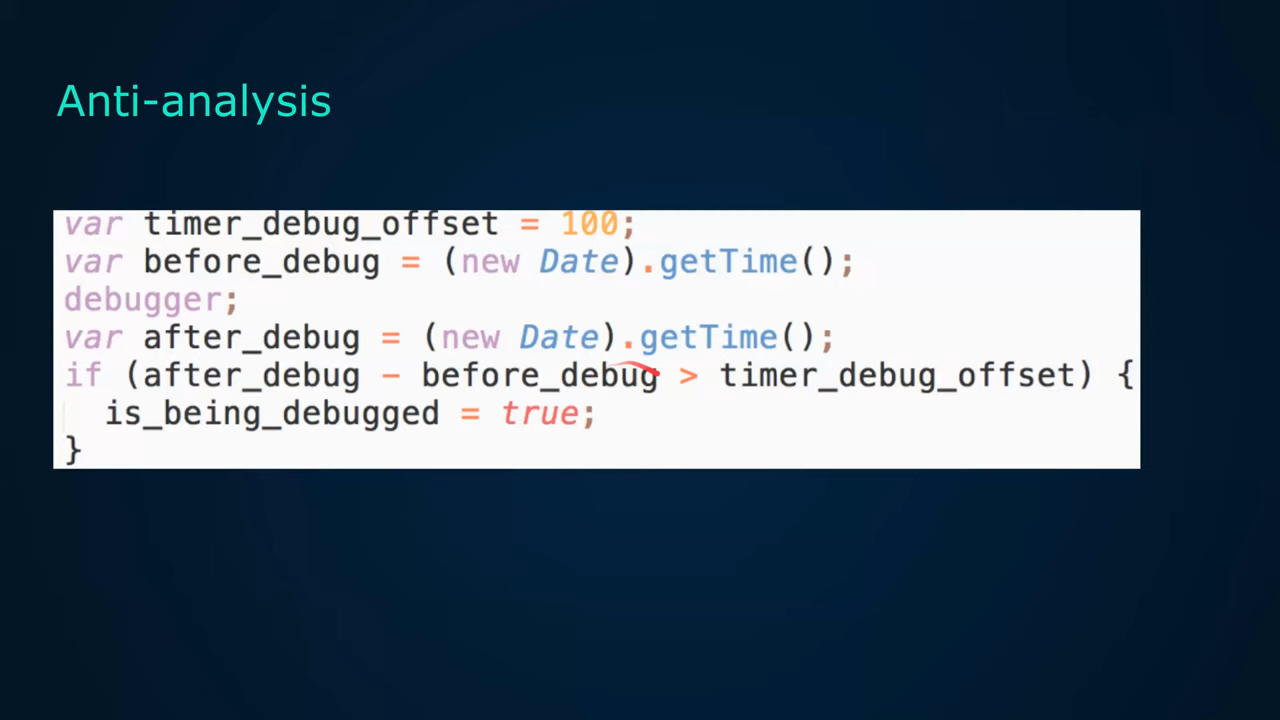 Anti-analysis
var timer_debug_offset = 100;
var before_debug = (new Date).getTime();
debugger;
var after_debug = (new Date).getTime();
if (after_debug - before_debug > timer_debug_offset) {
  is_being_debugged = true;
}